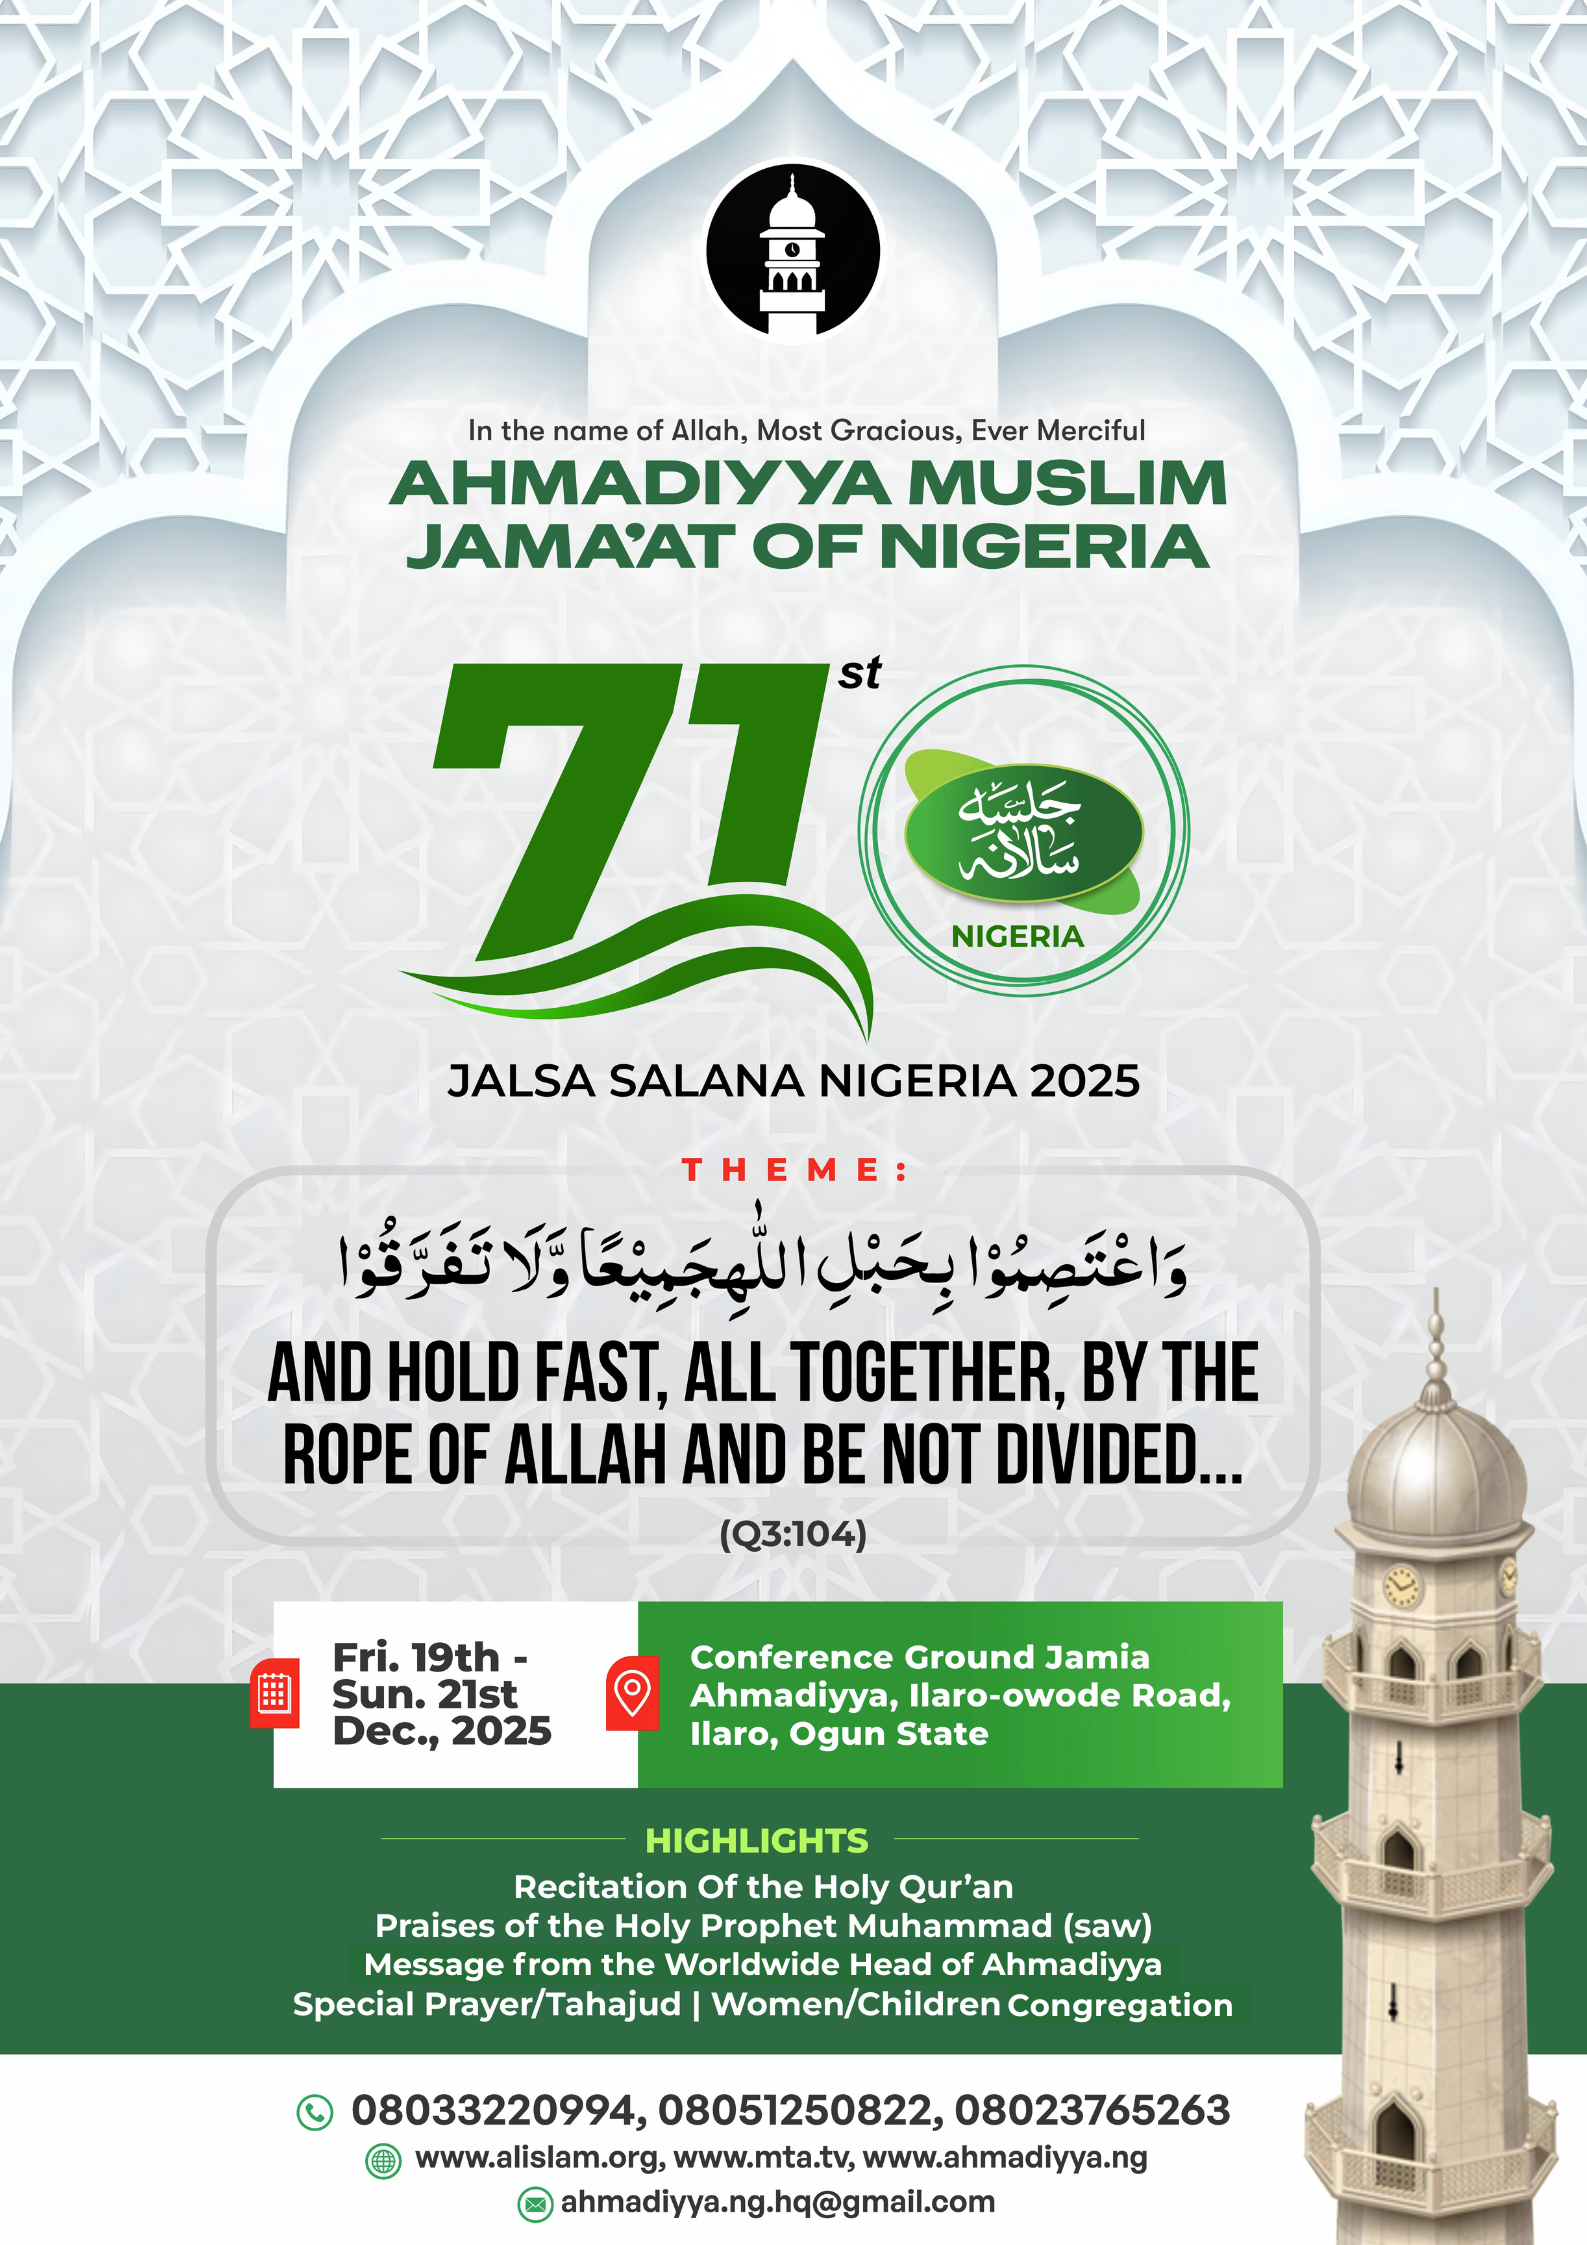 In the name of Allah, Most Gracious, Ever Merciful
AHMADIYYA MUSLIM
JAMA’AT OF NIGERIA
71st
جلسہ
سالانہ
NIGERIA
JALSA SALANA NIGERIA 2025
THEME:
وَاعْتَصِمُوْا بِحَبْلِ اللّٰهِ جَمِيْعًا وَّلَا تَفَرَّقُوْا
AND HOLD FAST, ALL TOGETHER, BY THE
ROPE OF ALLAH AND BE NOT DIVIDED...
(Q3:104)
Fri. 19th -
Sun. 21st
Dec., 2025
Conference Ground Jamia
Ahmadiyya, Ilaro-owode Road,
Ilaro, Ogun State
HIGHLIGHTS
Recitation Of the Holy Qur’an
Praises of the Holy Prophet Muhammad (saw)
Message from the Worldwide Head of Ahmadiyya
Special Prayer/Tahajud | Women/Children Congregation
08033220994, 08051250822, 08023765263
www.alislam.org, www.mta.tv, www.ahmadiyya.ng
ahmadiyya.ng.hq@gmail.com